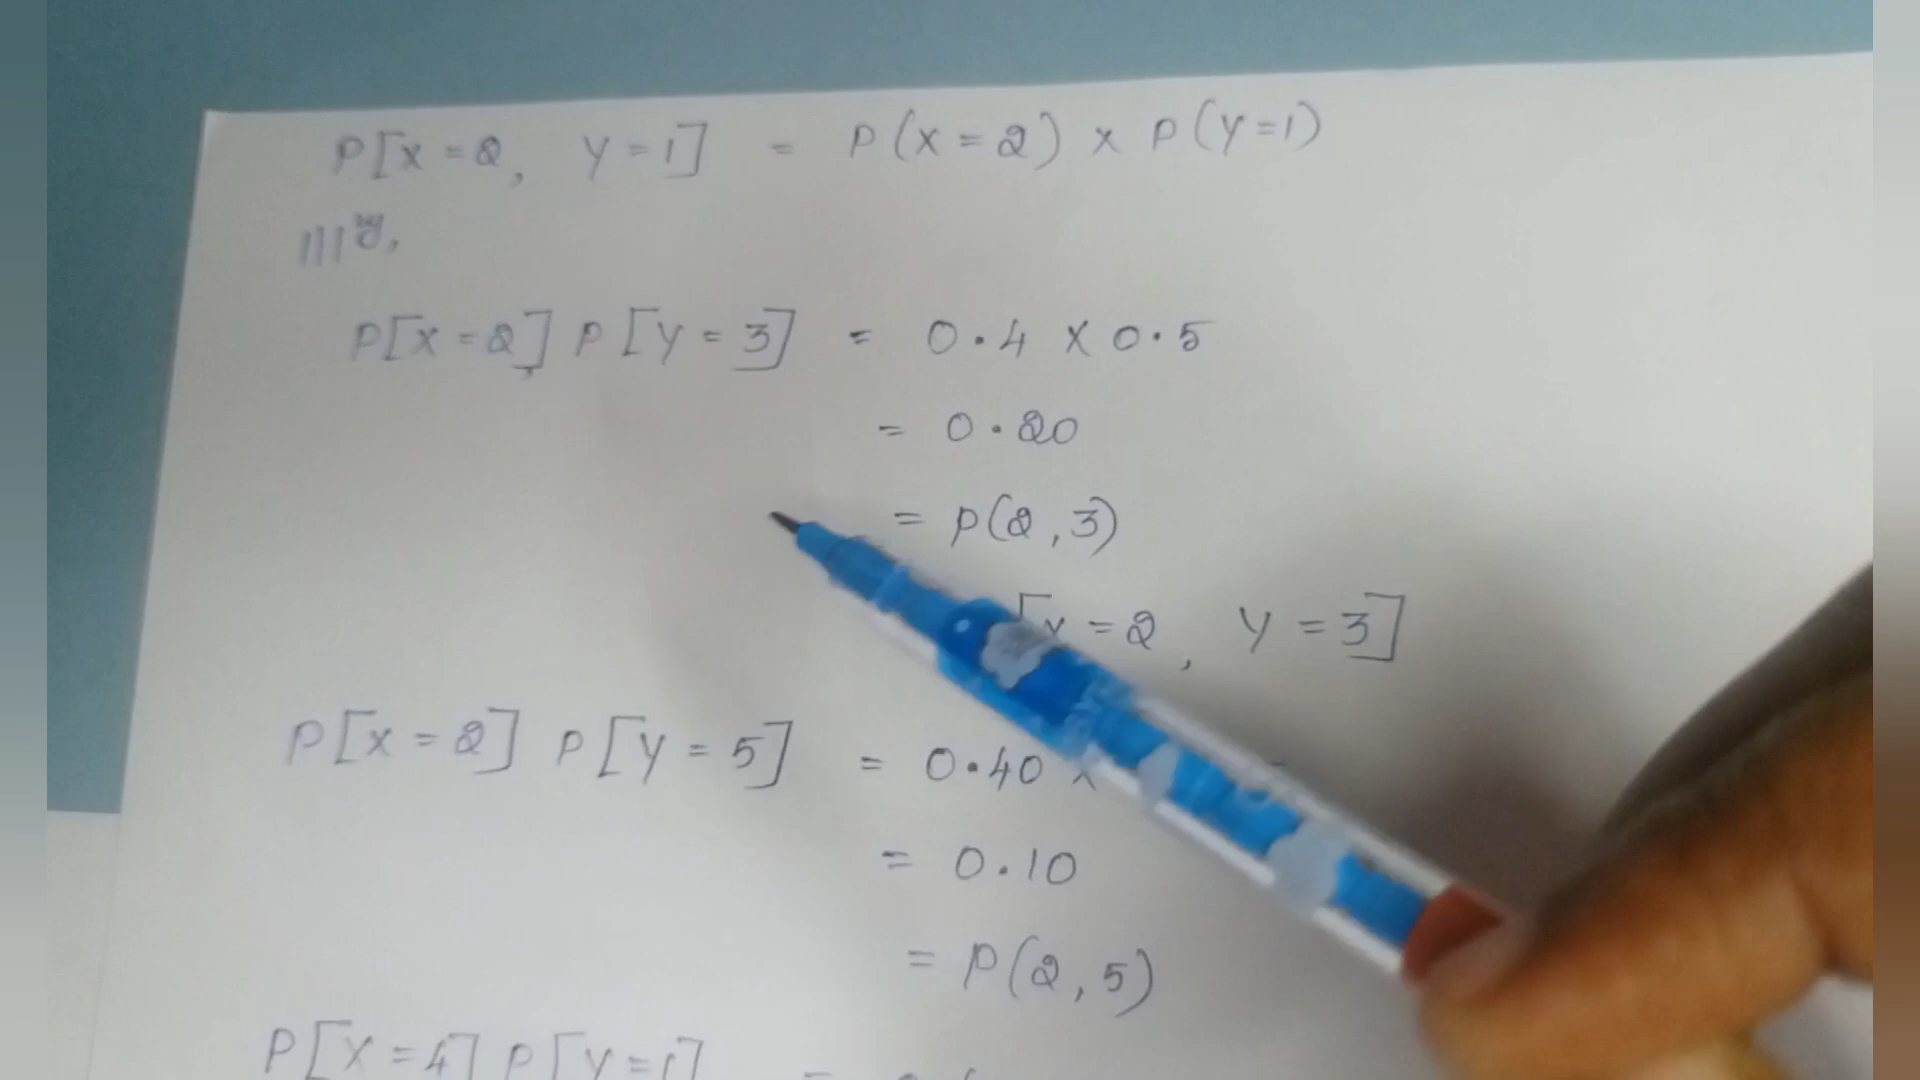 P[X=2, Y=1] = P(X=2) x P(Y=1)
|||ly,
P[X=2] P[Y=3] = 0.4 x 0.5
= 0.20
= P(2,3)
[X=2, Y=3]
P[X=2] P[Y=5] = 0.40 x
= 0.10
= P(2,5)
P[X=4] P[Y=1] =